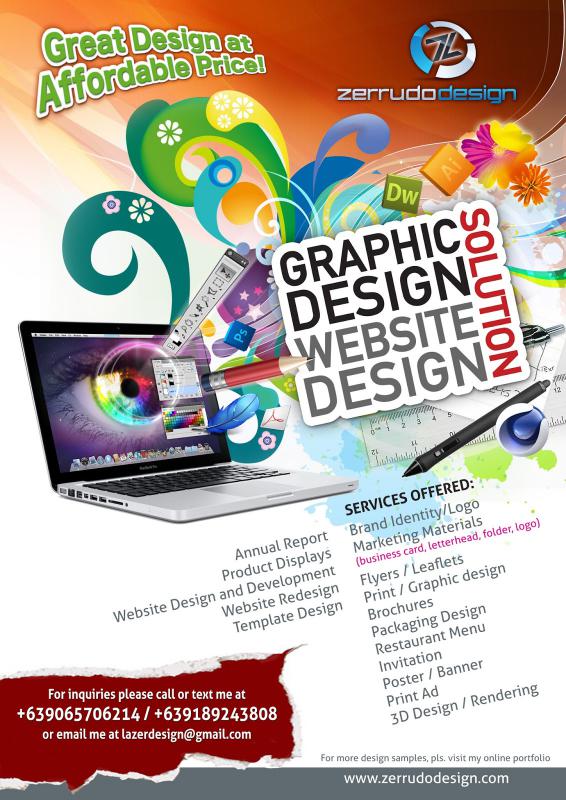 Great Design at
Affordable Price!
zerrudodesign
Dw
Ai
GRAPHIC
DESIGN
WEBSITE
DESIGN
SOLUTION
Ps
SERVICES OFFERED:
Brand Identity/Logo
Marketing Materials
(business card, letterhead, folder, logo)
Flyers / Leaflets
Print / Graphic design
Brochures
Packaging Design
Restaurant Menu
Invitation
Poster / Banner
Print Ad
3D Design / Rendering
Annual Report
Product Displays
Website Design and Development
Website Redesign
Template Design
For inquiries please call or text me at
+639065706214 / +639189243808
or email me at lazerdesign@gmail.com
For more design samples, pls. visit my online portfolio
www.zerrudodesign.com